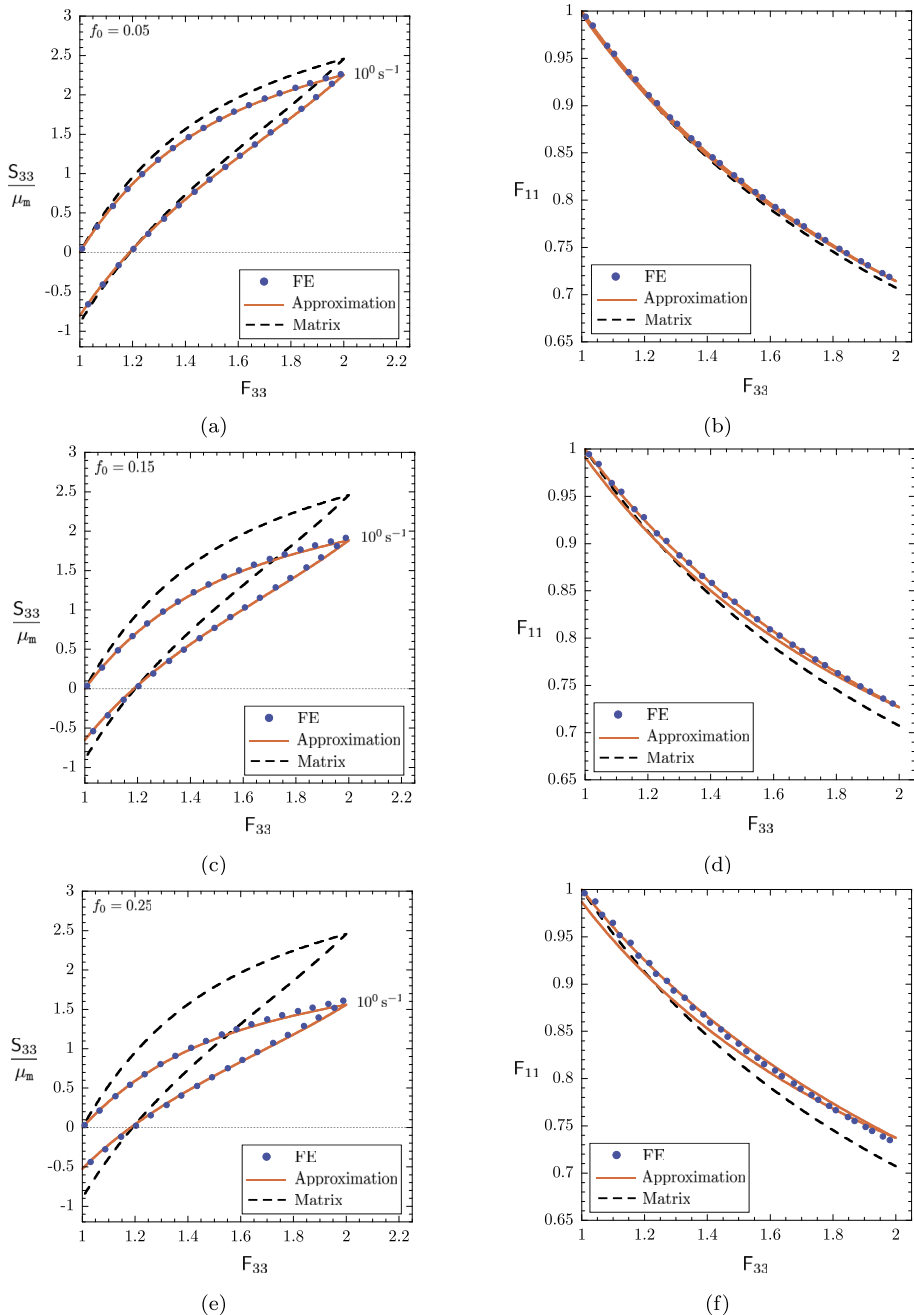 f₀ = 0.05
3
2.5
2
1.5
1
0.5
0
-0.5
-1
S₃₃
μₘ
10⁰ s⁻¹
FE
Approximation
Matrix
1 1.2 1.4 1.6 1.8 2 2.2
F₃₃
(a)
1
0.95
0.9
0.85
0.8
0.75
0.7
0.65
F₁₁
FE
Approximation
Matrix
1 1.2 1.4 1.6 1.8 2
F₃₃
(b)
f₀ = 0.15
3
2.5
2
1.5
1
0.5
0
-0.5
-1
S₃₃
μₘ
10⁰ s⁻¹
FE
Approximation
Matrix
1 1.2 1.4 1.6 1.8 2 2.2
F₃₃
(c)
1
0.95
0.9
0.85
0.8
0.75
0.7
0.65
F₁₁
FE
Approximation
Matrix
1 1.2 1.4 1.6 1.8 2
F₃₃
(d)
f₀ = 0.25
3
2.5
2
1.5
1
0.5
0
-0.5
-1
S₃₃
μₘ
10⁰ s⁻¹
FE
Approximation
Matrix
1 1.2 1.4 1.6 1.8 2 2.2
F₃₃
(e)
1
0.95
0.9
0.85
0.8
0.75
0.7
0.65
F₁₁
FE
Approximation
Matrix
1 1.2 1.4 1.6 1.8 2
F₃₃
(f)